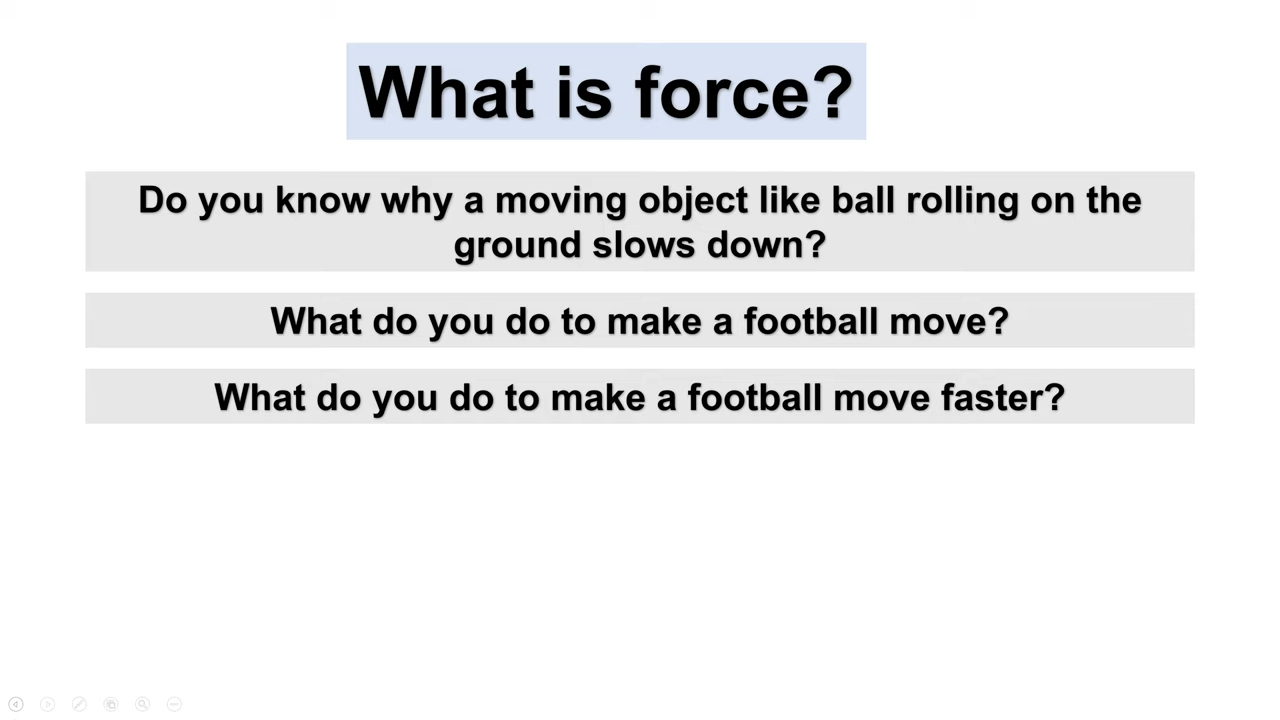 What is force?
Do you know why a moving object like ball rolling on the
ground slows down?
What do you do to make a football move?
What do you do to make a football move faster?